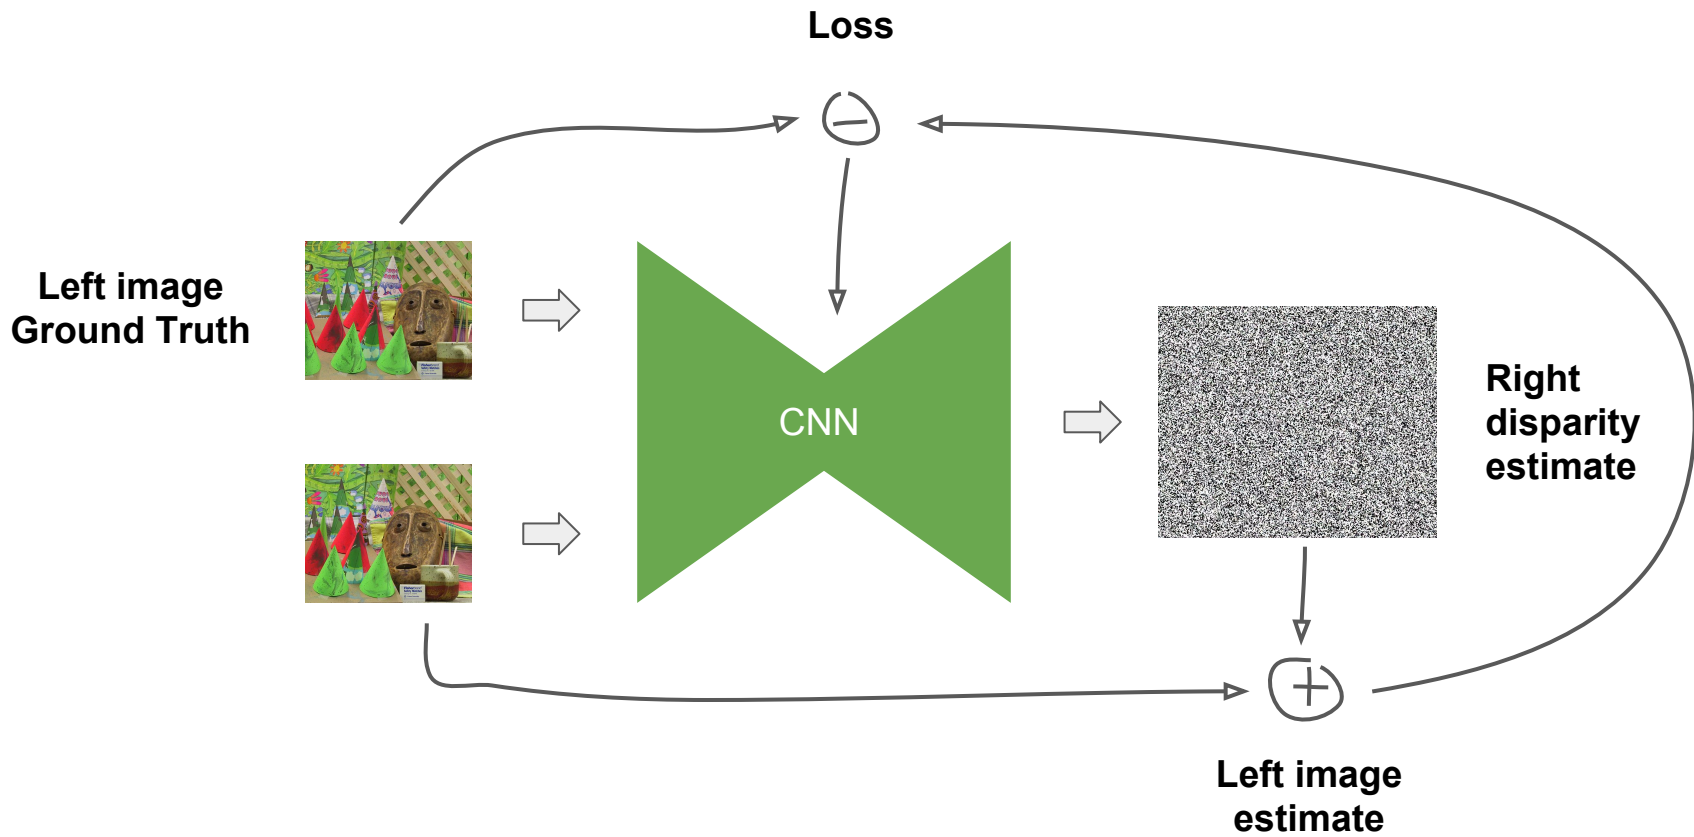 Loss
Left image
Ground Truth
CNN
Right
disparity
estimate
Left image
estimate